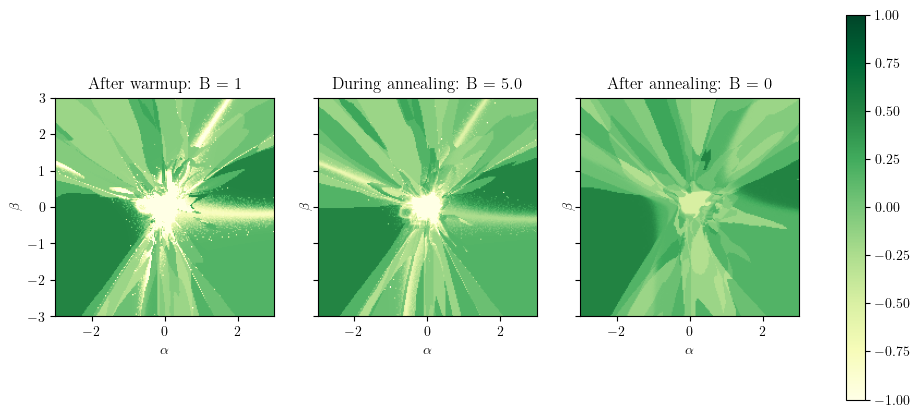 After warmup: B = 1
During annealing: B = 5.0
After annealing: B = 0
3
2
1
0
−1
−2
−3
β
β
β
−2
0
2
−2
0
2
−2
0
2
α
α
α
1.00
0.75
0.50
0.25
0.00
−0.25
−0.50
−0.75
−1.00